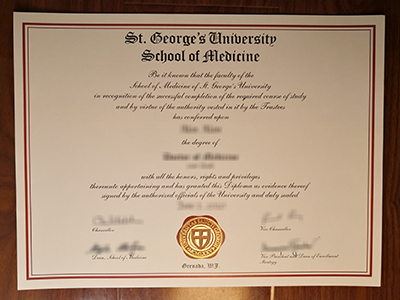 St. George's University
School of Medicine
Be it known that the faculty of the
School of Medicine of St. George's University
in recognition of the successful completion of the required course of study
and by virtue of the authority vested in it by the Trustees
has conferred upon
the degree of
Doctor of Medicine
with all the honors, rights and privileges
thereunto appertaining and has granted this Diploma as evidence thereof
signed by the authorized officials of the University and duly sealed
Chancellor
Vice Chancellor
Dean, School of Medicine
Vice President and Dean of Enrollment
Strategy
Grenada, W.I.